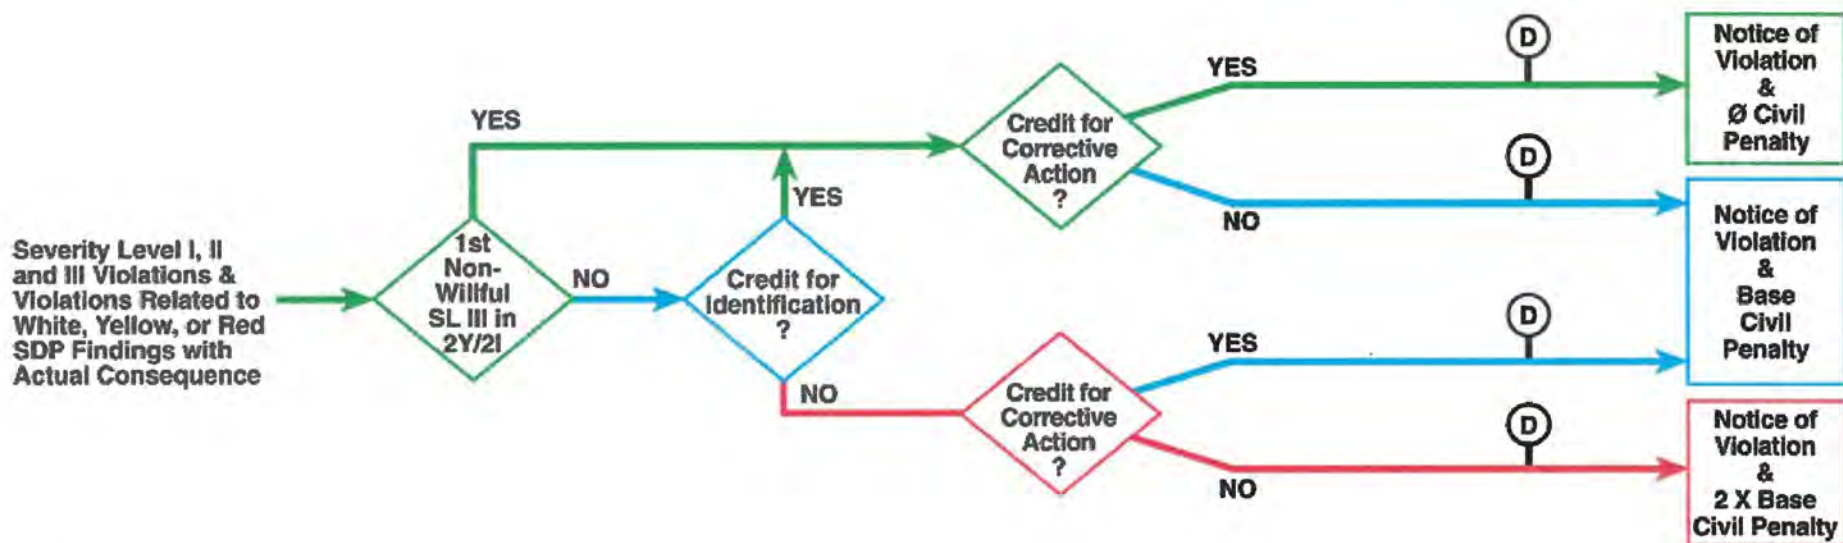 Severity Level I, II
and III Violations &
Violations Related to
White, Yellow, or Red
SDP Findings with
Actual Consequence
1st
Non-
Willful
SL III in
2Y/2I
YES
NO
Credit for
Identification
?
YES
NO
Credit for
Corrective
Action
?
YES
D
NO
D
Credit for
Corrective
Action
?
YES
D
NO
D
Notice of
Violation
&
Ø Civil
Penalty
Notice of
Violation
&
Base
Civil
Penalty
Notice of
Violation
&
2 X Base
Civil Penalty